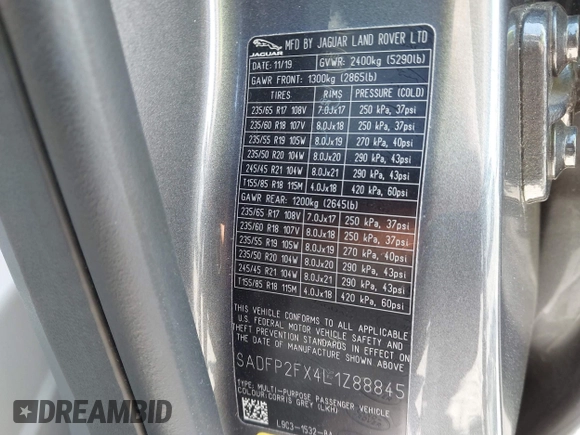 MFD BY JAGUAR LAND ROVER LTD
JAGUAR
DATE: 11/19 GVWR: 2400kg (5290lb)
GAWR FRONT: 1300kg (2865lb)
TIRES RIMS PRESSURE (COLD)
235/65 R17 108V 7.0Jx17 250 kPa, 37psi
235/60 R18 107V 8.0Jx18 250 kPa, 37psi
235/55 R19 105W 8.0Jx19 270 kPa, 40psi
235/50 R20 104W 8.0Jx20 290 kPa, 43psi
245/45 R21 104W 8.0Jx21 290 kPa, 43psi
T155/85 R18 115M 4.0Jx18 420 kPa, 60psi
GAWR REAR: 1200kg (2645lb)
235/65 R17 108V 7.0Jx17 250 kPa, 37psi
235/60 R18 107V 8.0Jx18 250 kPa, 37psi
235/55 R19 105W 8.0Jx19 270 kPa, 40psi
235/50 R20 104W 8.0Jx20 290 kPa, 43psi
245/45 R21 104W 8.0Jx21 290 kPa, 43psi
T155/85 R18 115M 4.0Jx18 420 kPa, 60psi
THIS VEHICLE CONFORMS TO ALL APPLICABLE
U.S. FEDERAL MOTOR VEHICLE SAFETY AND
THEFT PREVENTION STANDARDS IN EFFECT ON THE
DATE OF MANUFACTURE SHOWN ABOVE.
SADFP2FX4L1Z88845
TYPE: MULTI-PURPOSE PASSENGER VEHICLE
COLOUR:CORRIS GREY (LKH)
L9C3-1532-AA
DREAMBID